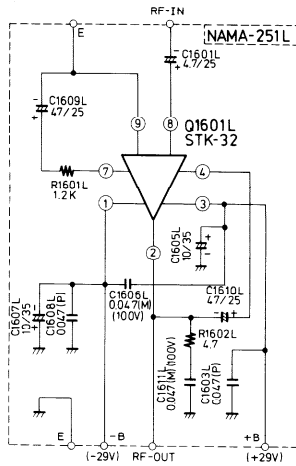 RF-IN
E
NAMA-251L
C1601L
4.7/25
C1609L
47/25
Q1601L
STK-32
9
8
7
4
R1601L
1.2K
1
3
2
C1605L
10/35
C1607L
10/35
C1608L
0.047(P)
C1606L
0.047(M)
(100V)
C1610L
47/25
R1602L
4.7
C1611L
0.047(M)(100V)
C1603L
0.047(P)
E
-B
(-29V)
RF-OUT
+B
(+29V)